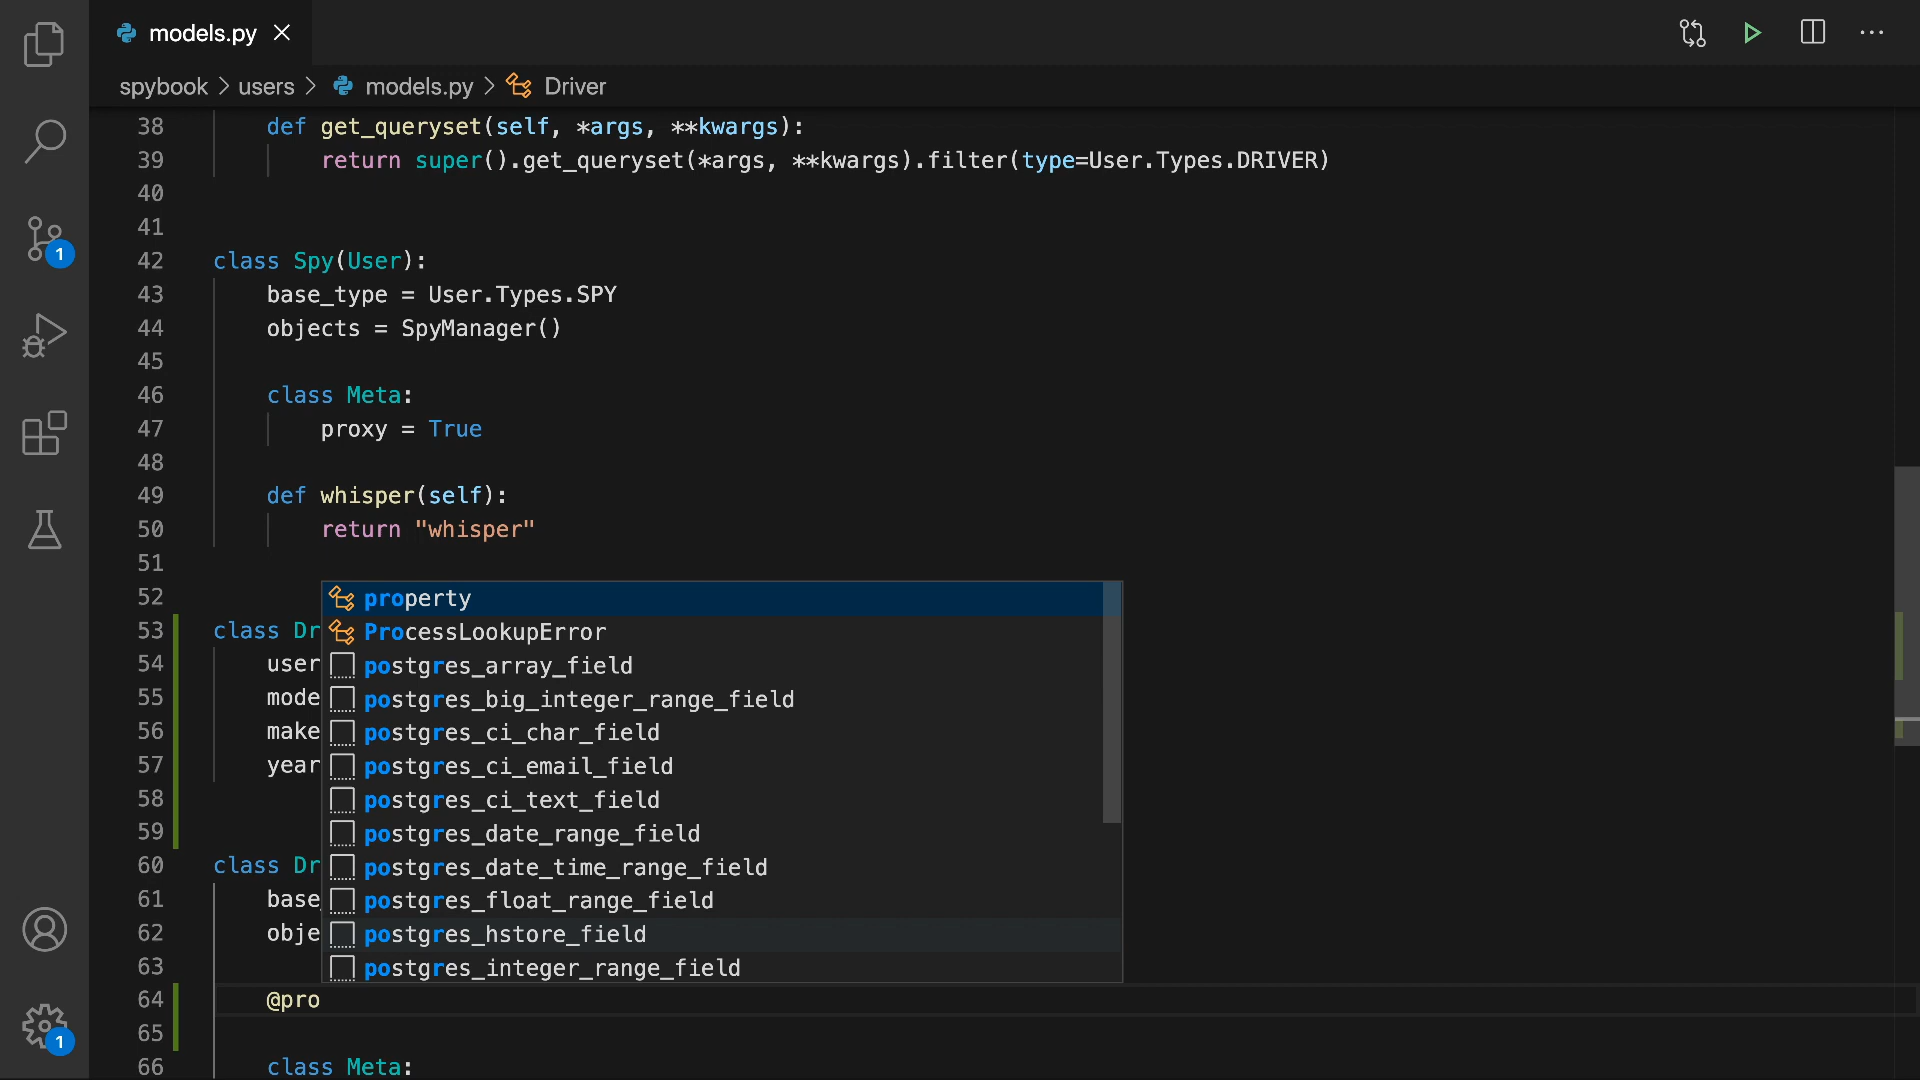 models.py
spybook > users > models.py > Driver
38 def get_queryset(self, *args, **kwargs):
39 return super().get_queryset(*args, **kwargs).filter(type=User.Types.DRIVER)
40
41
42 class Spy(User):
43 base_type = User.Types.SPY
44 objects = SpyManager()
45
46 class Meta:
47 proxy = True
48
49 def whisper(self):
50 return "whisper"
51
52
property
53 class Dr
ProcessLookupError
54 user
postgres_array_field
55 mode
postgres_big_integer_range_field
56 make
postgres_ci_char_field
57 year
postgres_ci_email_field
58
postgres_ci_text_field
59
postgres_date_range_field
60 class Dr
postgres_date_time_range_field
61 base
postgres_float_range_field
62 obje
postgres_hstore_field
63
postgres_integer_range_field
64 @pro
65
66 class Meta:
1
1